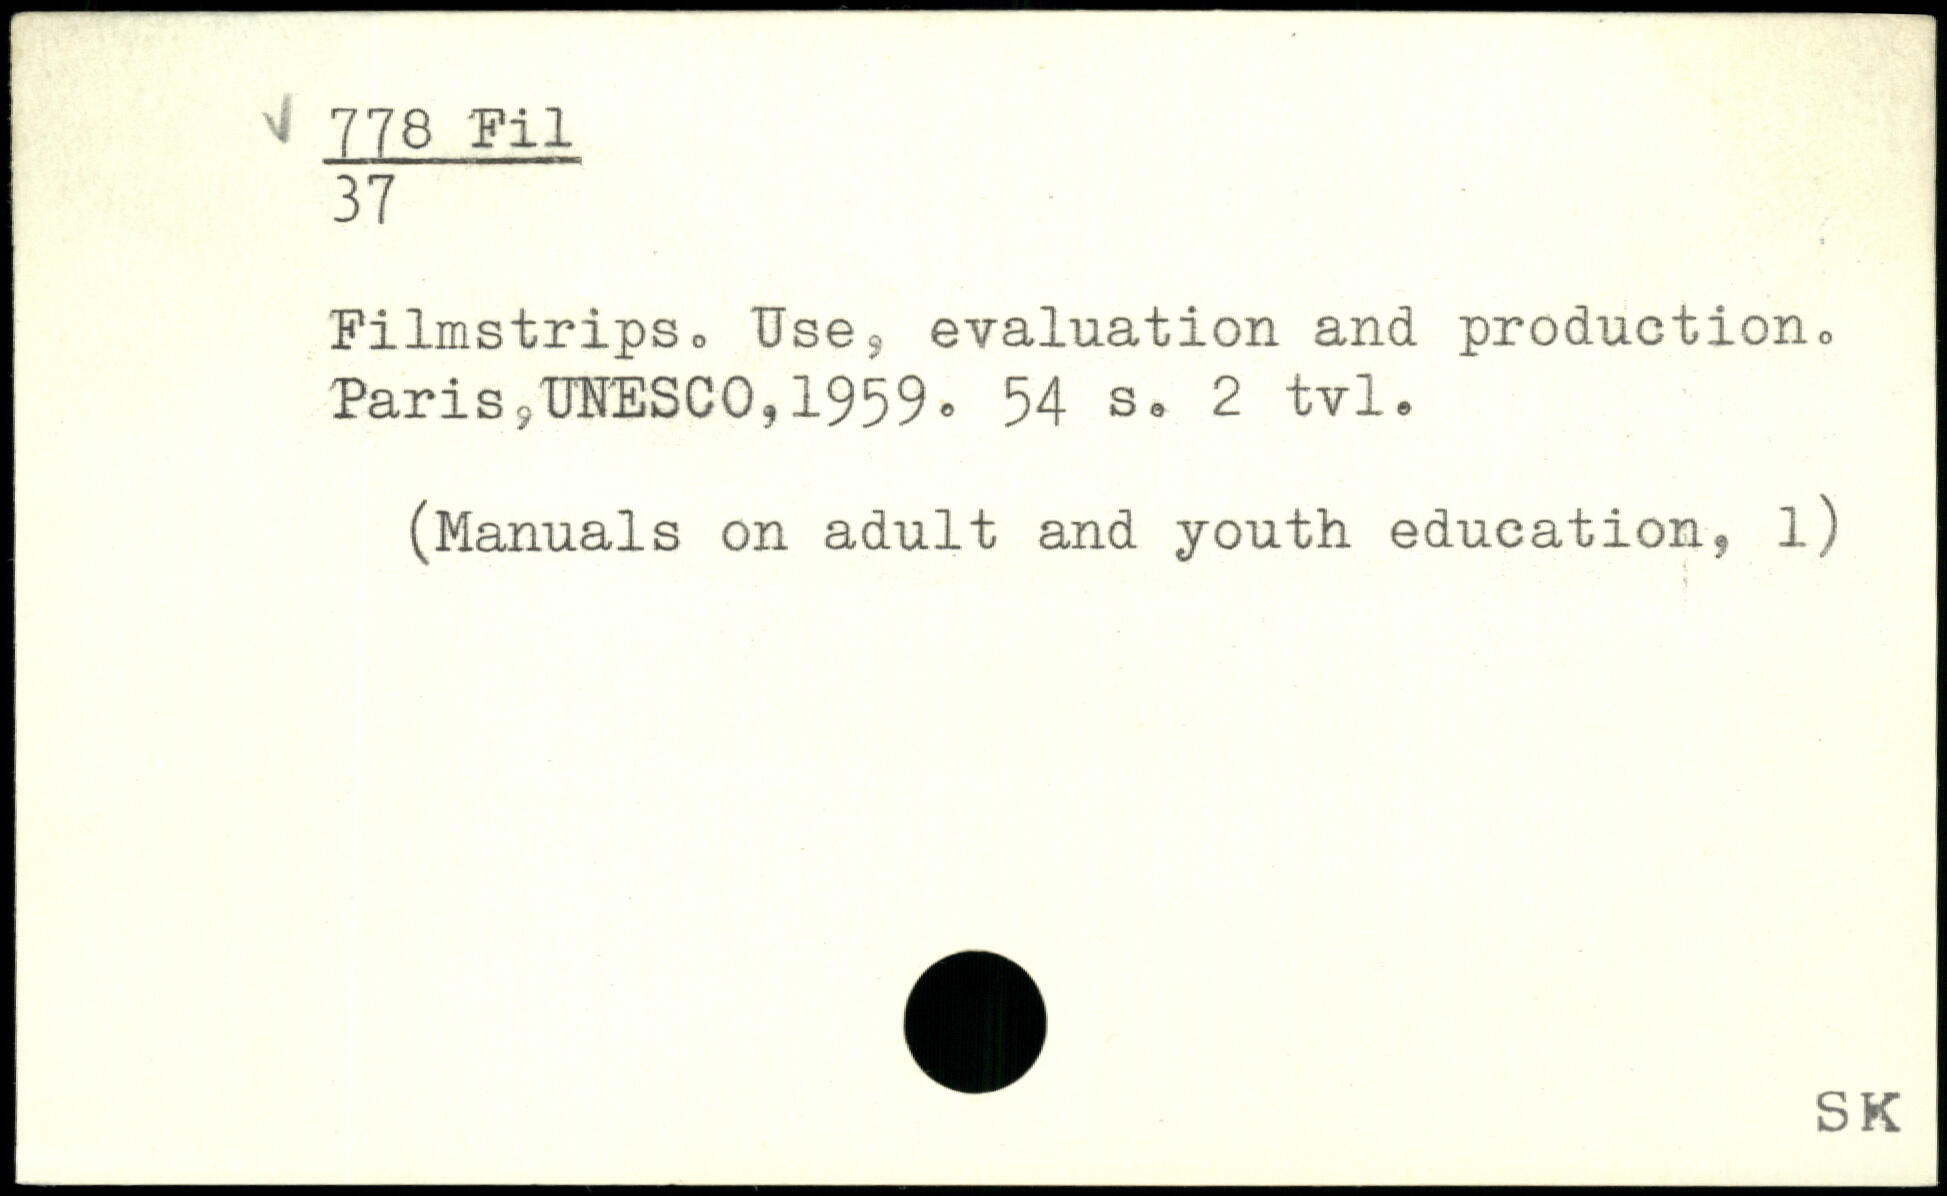 778 Fil
37
Filmstrips. Use, evaluation and production.
Paris,UNESCO,1959. 54 s. 2 tvl.
(Manuals on adult and youth education, 1)
SK